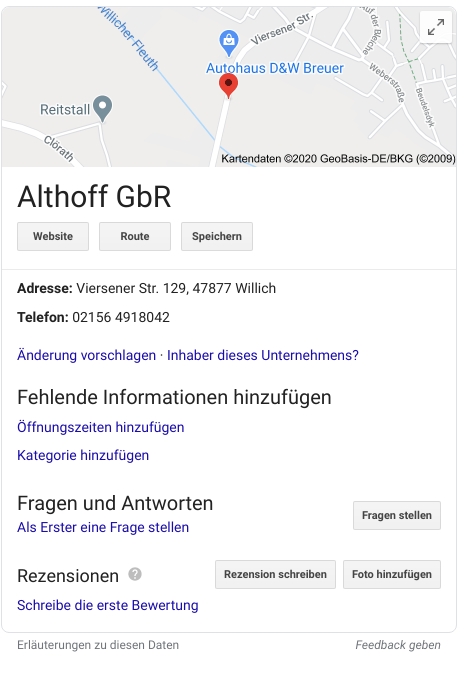 Willicher Fleuth
Viersener Str.
auf der Bleiche
Autohaus D&W Breuer
Weberstraße
Beudelsdyk
Reitstall
Clörath
Kartendaten ©2020 GeoBasis-DE/BKG (©2009)
Althoff GbR
Website
Route
Speichern
Adresse: Viersener Str. 129, 47877 Willich
Telefon: 02156 4918042
Änderung vorschlagen · Inhaber dieses Unternehmens?
Fehlende Informationen hinzufügen
Öffnungszeiten hinzufügen
Kategorie hinzufügen
Fragen und Antworten
Als Erster eine Frage stellen
Fragen stellen
Rezensionen ?
Rezension schreiben
Foto hinzufügen
Schreibe die erste Bewertung
Erläuterungen zu diesen Daten
Feedback geben